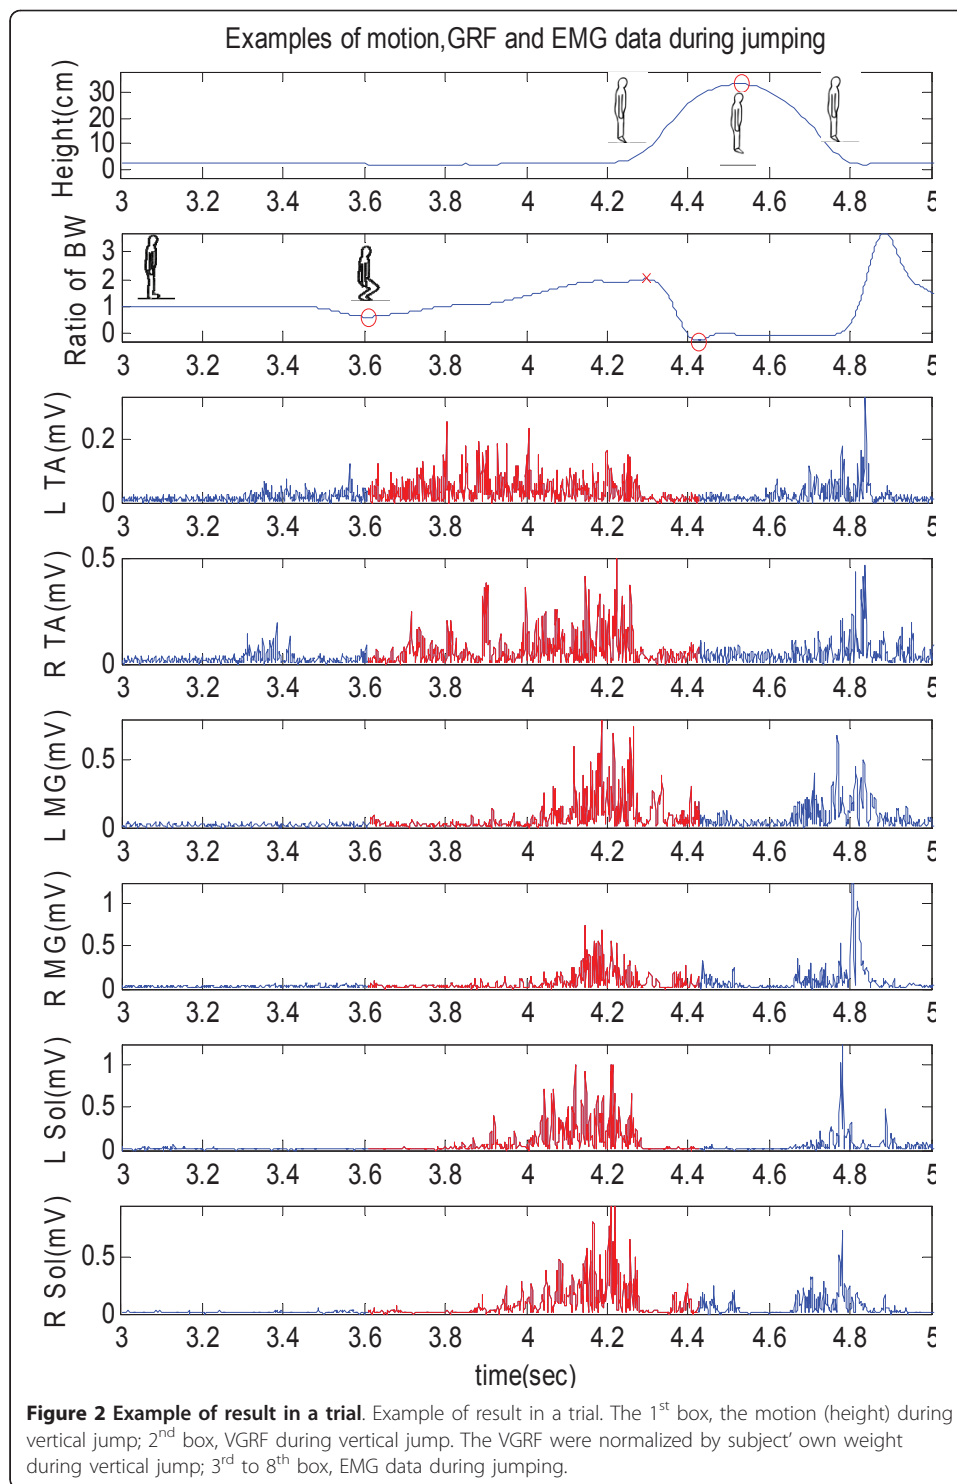 Examples of motion,GRF and EMG data during jumping
Height(cm)
30
20
10
0
3 3.2 3.4 3.6 3.8 4 4.2 4.4 4.6 4.8 5
Ratio of BW
3
2
1
0
3 3.2 3.4 3.6 3.8 4 4.2 4.4 4.6 4.8 5
L TA(mV)
0.2
0
3 3.2 3.4 3.6 3.8 4 4.2 4.4 4.6 4.8 5
R TA(mV)
0.5
0
3 3.2 3.4 3.6 3.8 4 4.2 4.4 4.6 4.8 5
L MG(mV)
0.5
0
3 3.2 3.4 3.6 3.8 4 4.2 4.4 4.6 4.8 5
R MG(mV)
1
0.5
0
3 3.2 3.4 3.6 3.8 4 4.2 4.4 4.6 4.8 5
L Sol(mV)
1
0.5
0
3 3.2 3.4 3.6 3.8 4 4.2 4.4 4.6 4.8 5
R Sol(mV)
0.5
0
3 3.2 3.4 3.6 3.8 4 4.2 4.4 4.6 4.8 5
time(sec)
Figure 2 Example of result in a trial. Example of result in a trial. The 1st box, the motion (height) during
vertical jump; 2nd box, VGRF during vertical jump. The VGRF were normalized by subject' own weight
during vertical jump; 3rd to 8th box, EMG data during jumping.